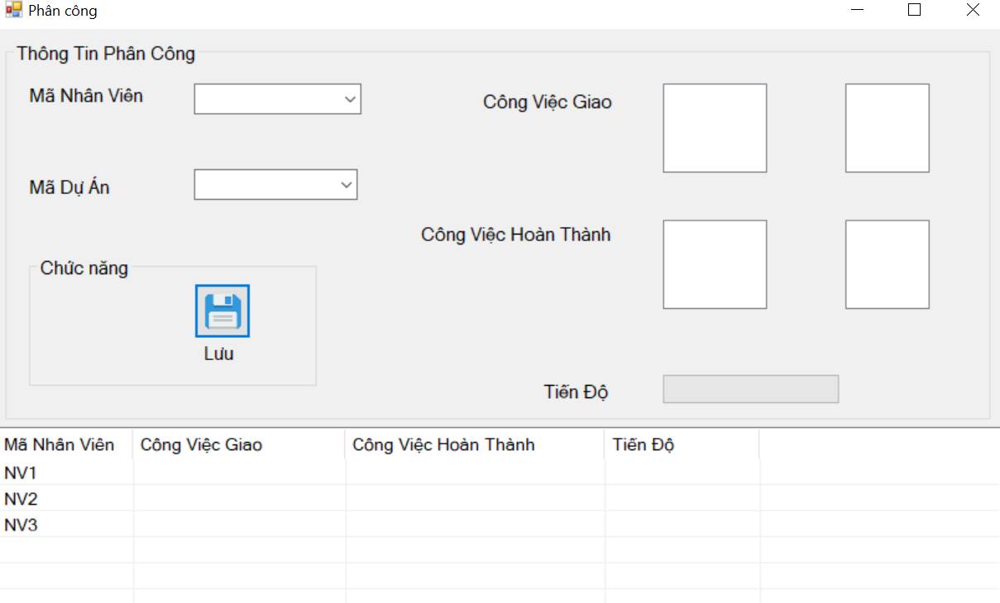 Phân công
Thông Tin Phân Công
Mã Nhân Viên
Công Việc Giao
Mã Dự Án
Công Việc Hoàn Thành
Chức năng
Lưu
Tiến Độ
Mã Nhân Viên Công Việc Giao Công Việc Hoàn Thành Tiến Độ
NV1
NV2
NV3